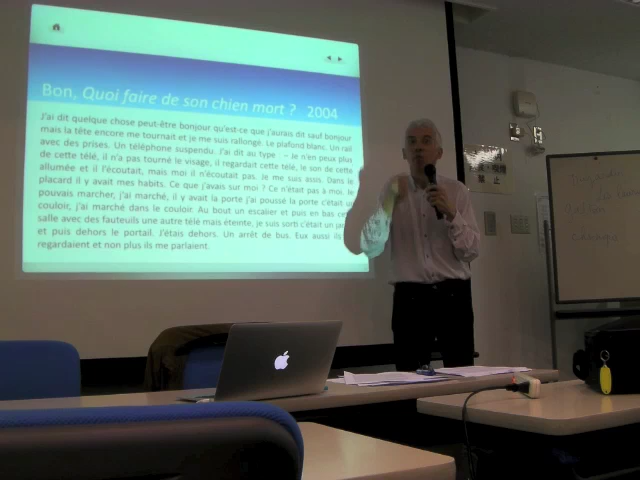 Bon, Quoi faire de son chien mort ? 2004
J'ai dit quelque chose peut-être bonjour qu'est-ce que j'aurais dit sauf bonjour
mais la tête encore me tournait et je me suis rallongé. Le plafond blanc. Un rail
avec des prises. Un téléphone suspendu. J'ai dit au type – Je n'en peux plus
de cette télé, il n'a pas tourné le visage, il regardait cette télé, le son de cette
allumée et il l'écoutait, mais moi il n'écoutait pas. Je me suis assis. Dans le
placard il y avait mes habits. Ce que j'avais sur moi ? Ce n'était pas à moi. Je
pouvais marcher, j'ai marché, il y avait la porte j'ai poussé la porte c'était u
couloir, j'ai marché dans le couloir. Au bout un escalier et puis en bas ce
salle avec des fauteuils une autre télé mais éteinte, je suis sorti c'était un ja
et puis dehors le portail. J'étais dehors. Un arrêt de bus. Eux aussi ils
regardaient et non plus ils me parlaient.
禁止